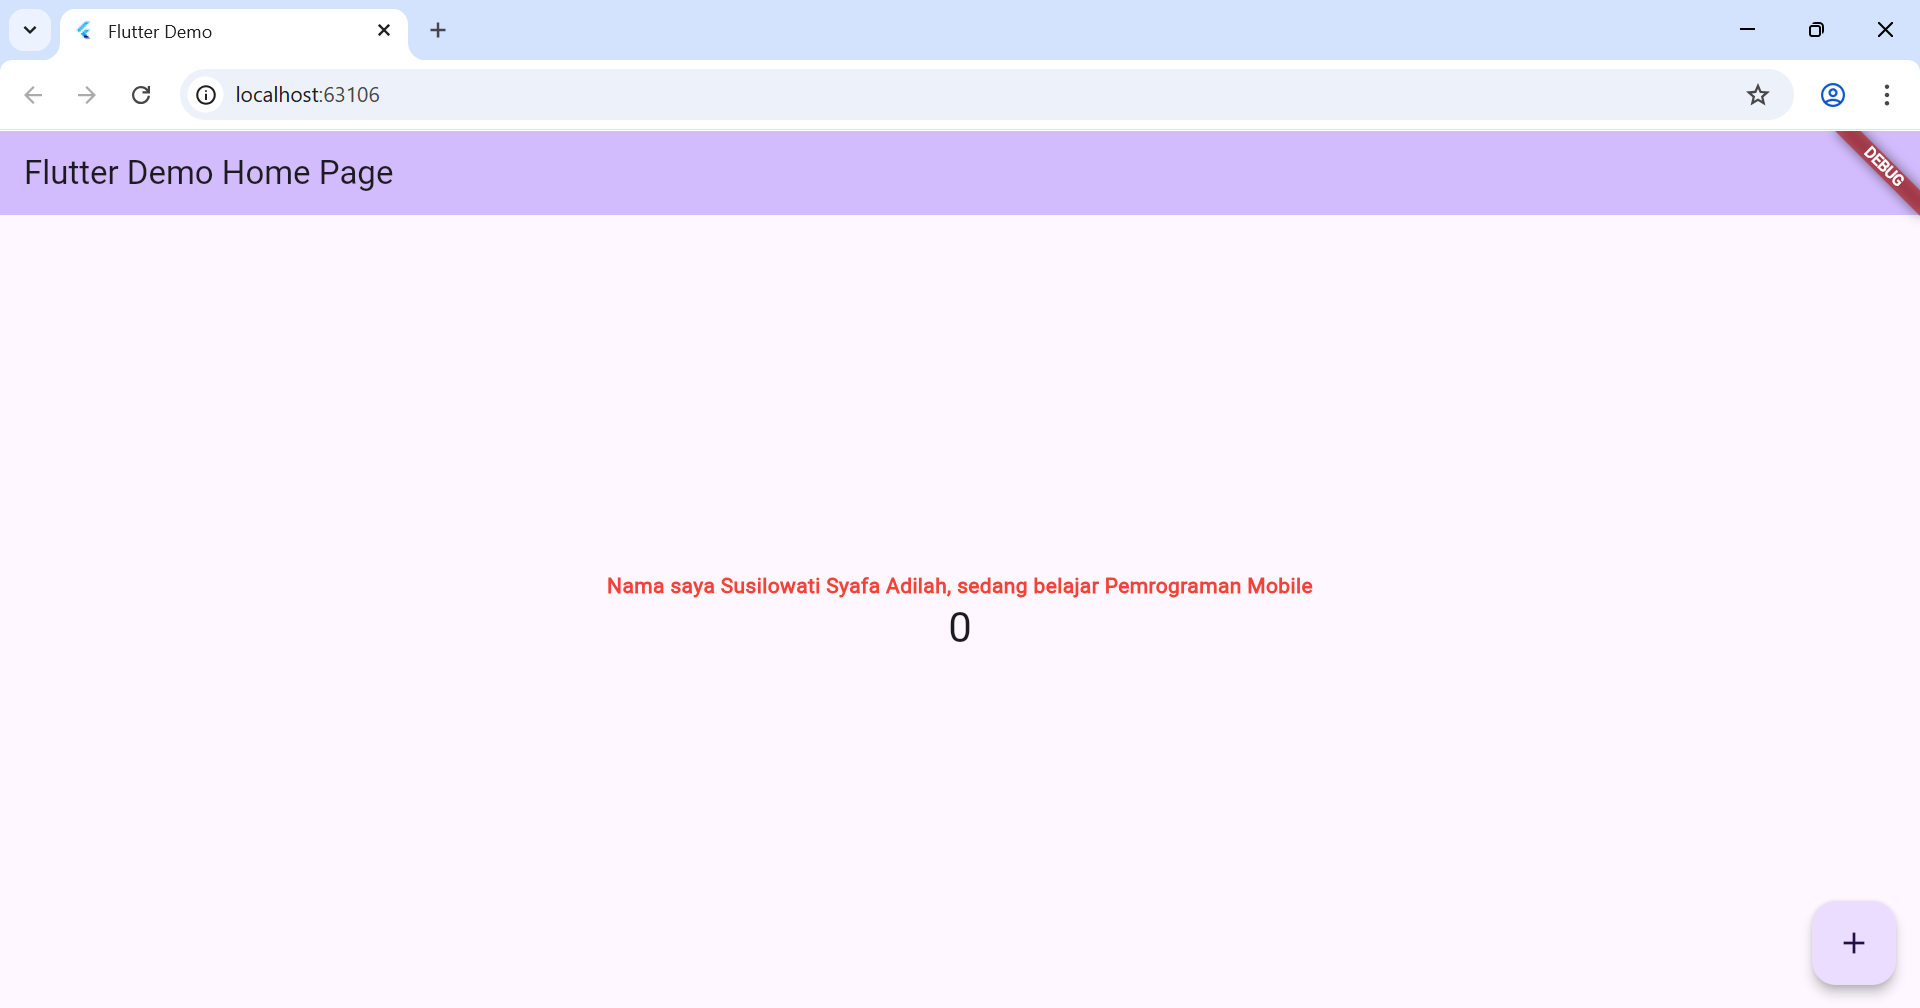 Flutter Demo
localhost:63106
Flutter Demo Home Page
DEBUG
Nama saya Susilowati Syafa Adilah, sedang belajar Pemrograman Mobile
0